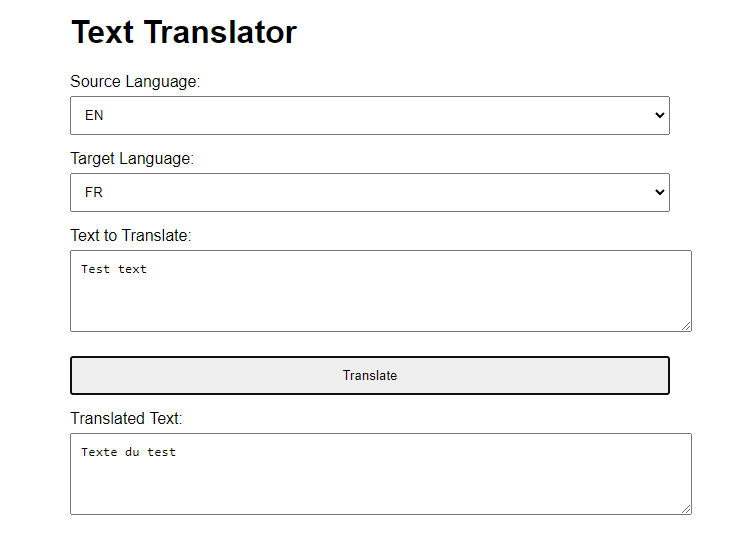 Text Translator
Source Language:
EN
Target Language:
FR
Text to Translate:
Test text
Translate
Translated Text:
Texte du test